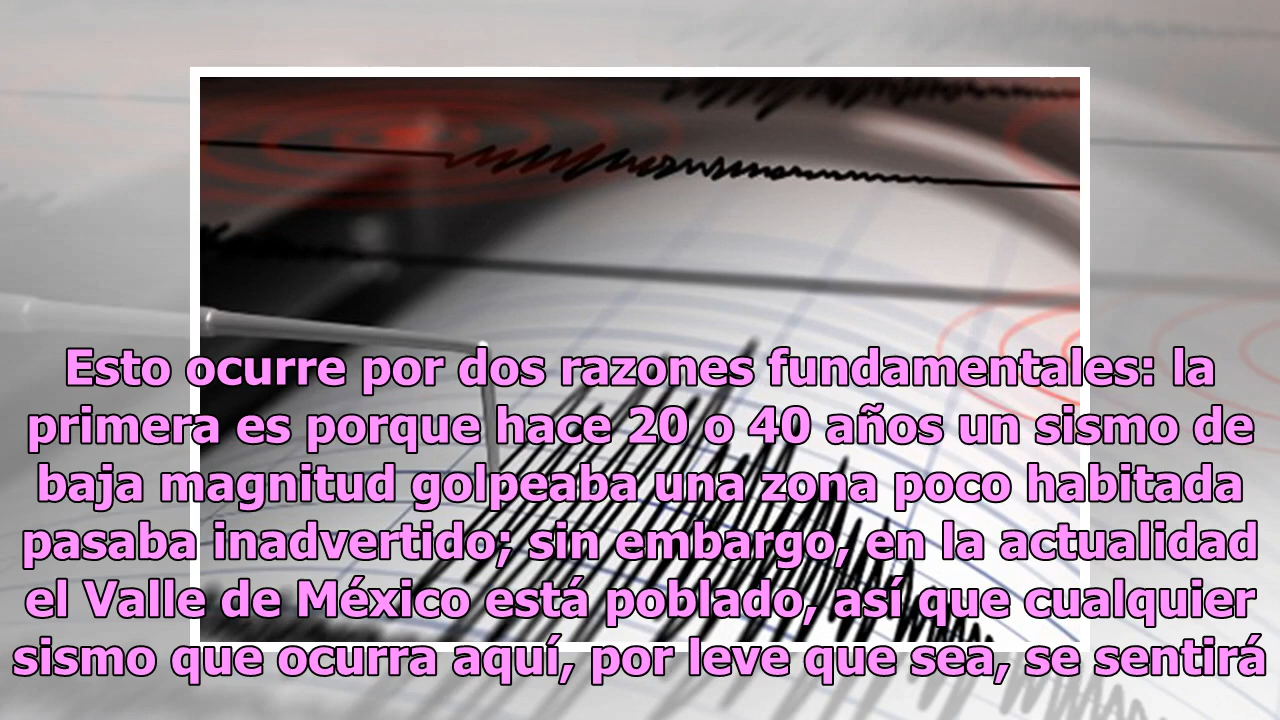 Esto ocurre por dos razones fundamentales: la
primera es porque hace 20 o 40 años un sismo de
baja magnitud golpeaba una zona poco habitada
pasaba inadvertido; sin embargo, en la actualidad
el Valle de México está poblado, así que cualquier
sismo que ocurra aquí, por leve que sea, se sentirá